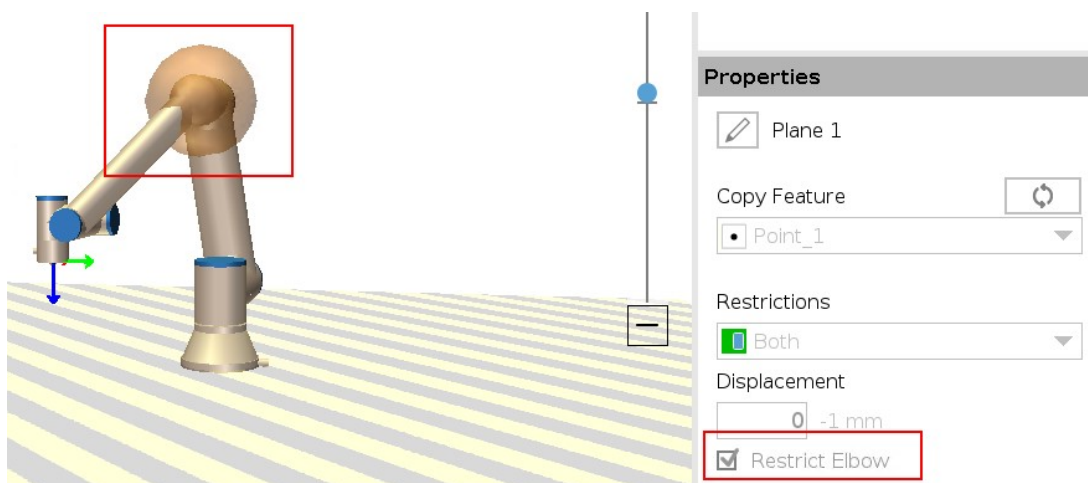 Properties
Plane 1
Copy Feature
Point_1
Restrictions
Both
Displacement
0 -1 mm
Restrict Elbow